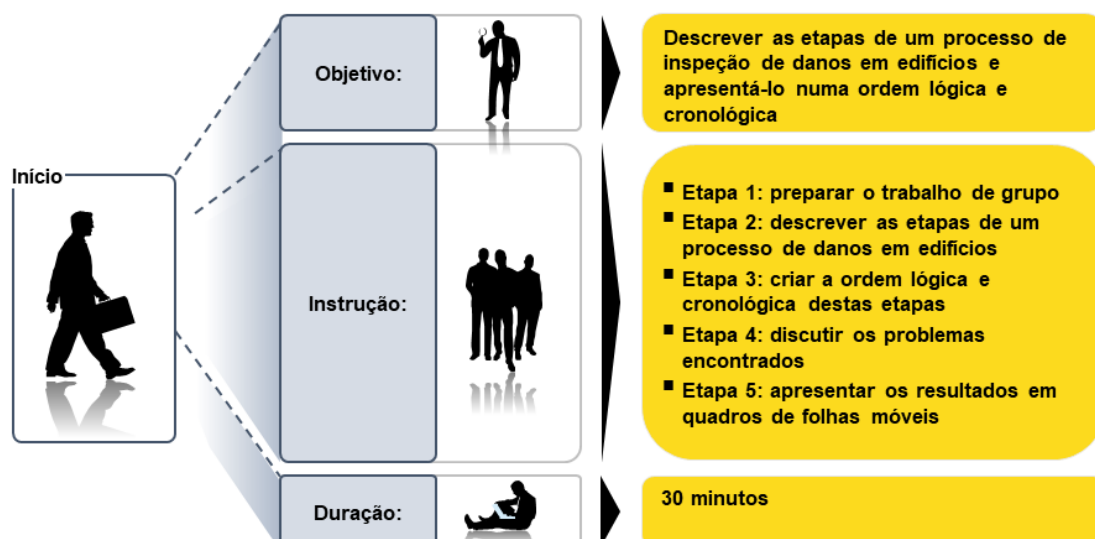 Início
Objetivo:
Descrever as etapas de um processo de
inspeção de danos em edifícios e
apresentá-lo numa ordem lógica e
cronológica
Instrução:
▪ Etapa 1: preparar o trabalho de grupo
▪ Etapa 2: descrever as etapas de um
processo de danos em edifícios
▪ Etapa 3: criar a ordem lógica e
cronológica destas etapas
▪ Etapa 4: discutir os problemas
encontrados
▪ Etapa 5: apresentar os resultados em
quadros de folhas móveis
Duração:
30 minutos